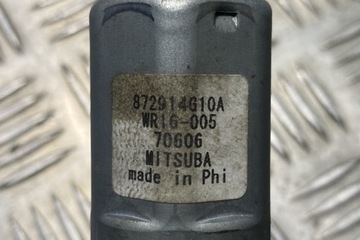 872914G10A
WR16-005
70606
MITSUBA
made in Phi